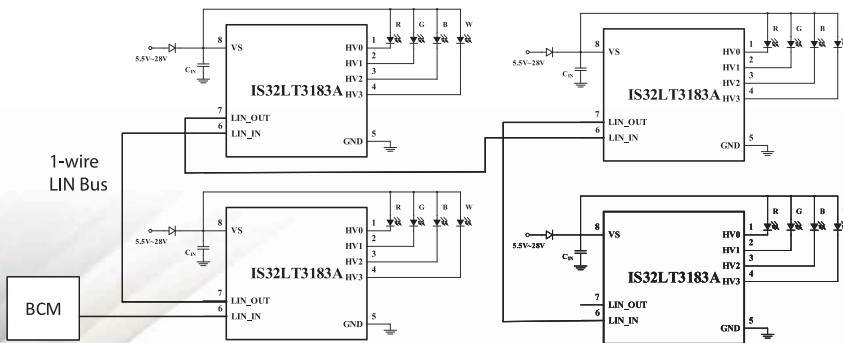 R G B W
8 VS
5.5V~28V
C_IN
1 HV0
2 HV1
3 HV2
4 HV3
IS32LT3183A
7 LIN_OUT
6 LIN_IN
5 GND
R G B
8 VS
5.5V~28V
C_IN
1 HV0
2 HV1
3 HV2
4 HV3
IS32LT3183A
7 LIN_OUT
6 LIN_IN
5 GND
1-wire
LIN Bus
R G B W
8 VS
5.5V~28V
C_IN
1 HV0
2 HV1
3 HV2
4 HV3
IS32LT3183A
7 LIN_OUT
6 LIN_IN
5 GND
BCM
R G B
8 VS
5.5V~28V
C_IN
1 HV0
2 HV1
3 HV2
4 HV3
IS32LT3183A
7 LIN_OUT
6 LIN_IN
5 GND